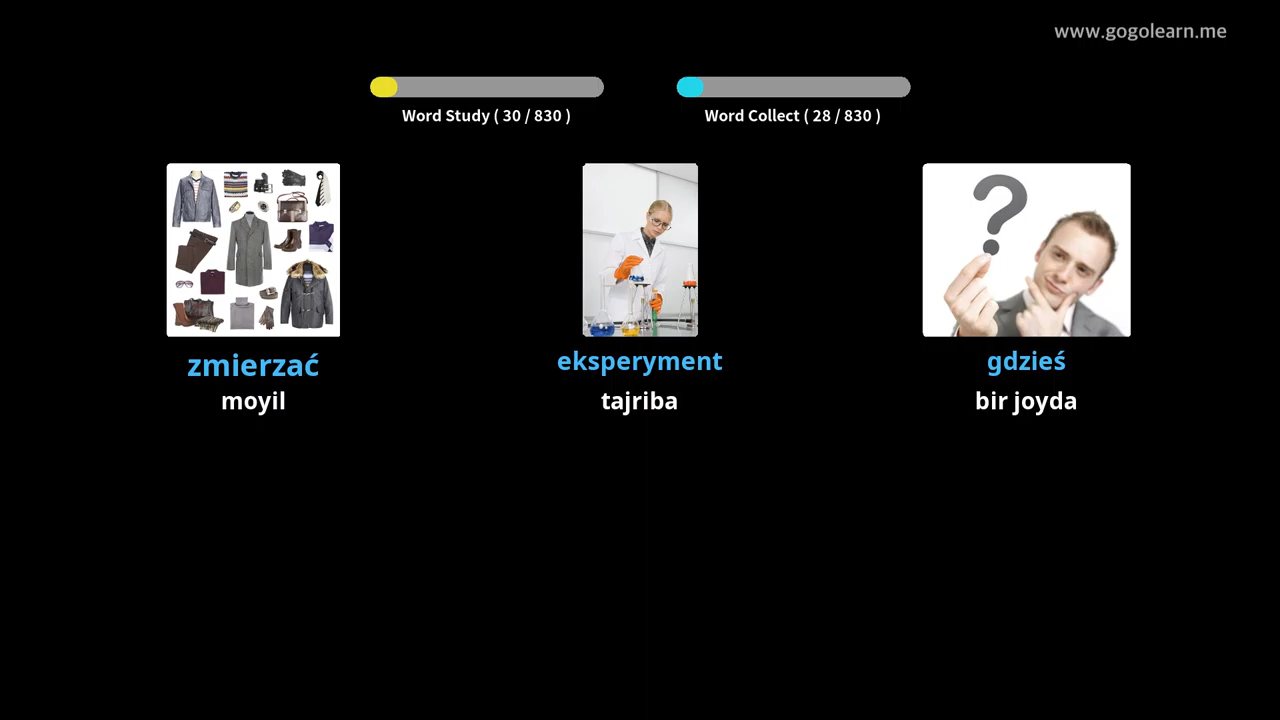 www.gogolearn.me
Word Study ( 30 / 830 )
Word Collect ( 28 / 830 )
zmierzać
moyil
eksperyment
tajriba
gdzieś
bir joyda